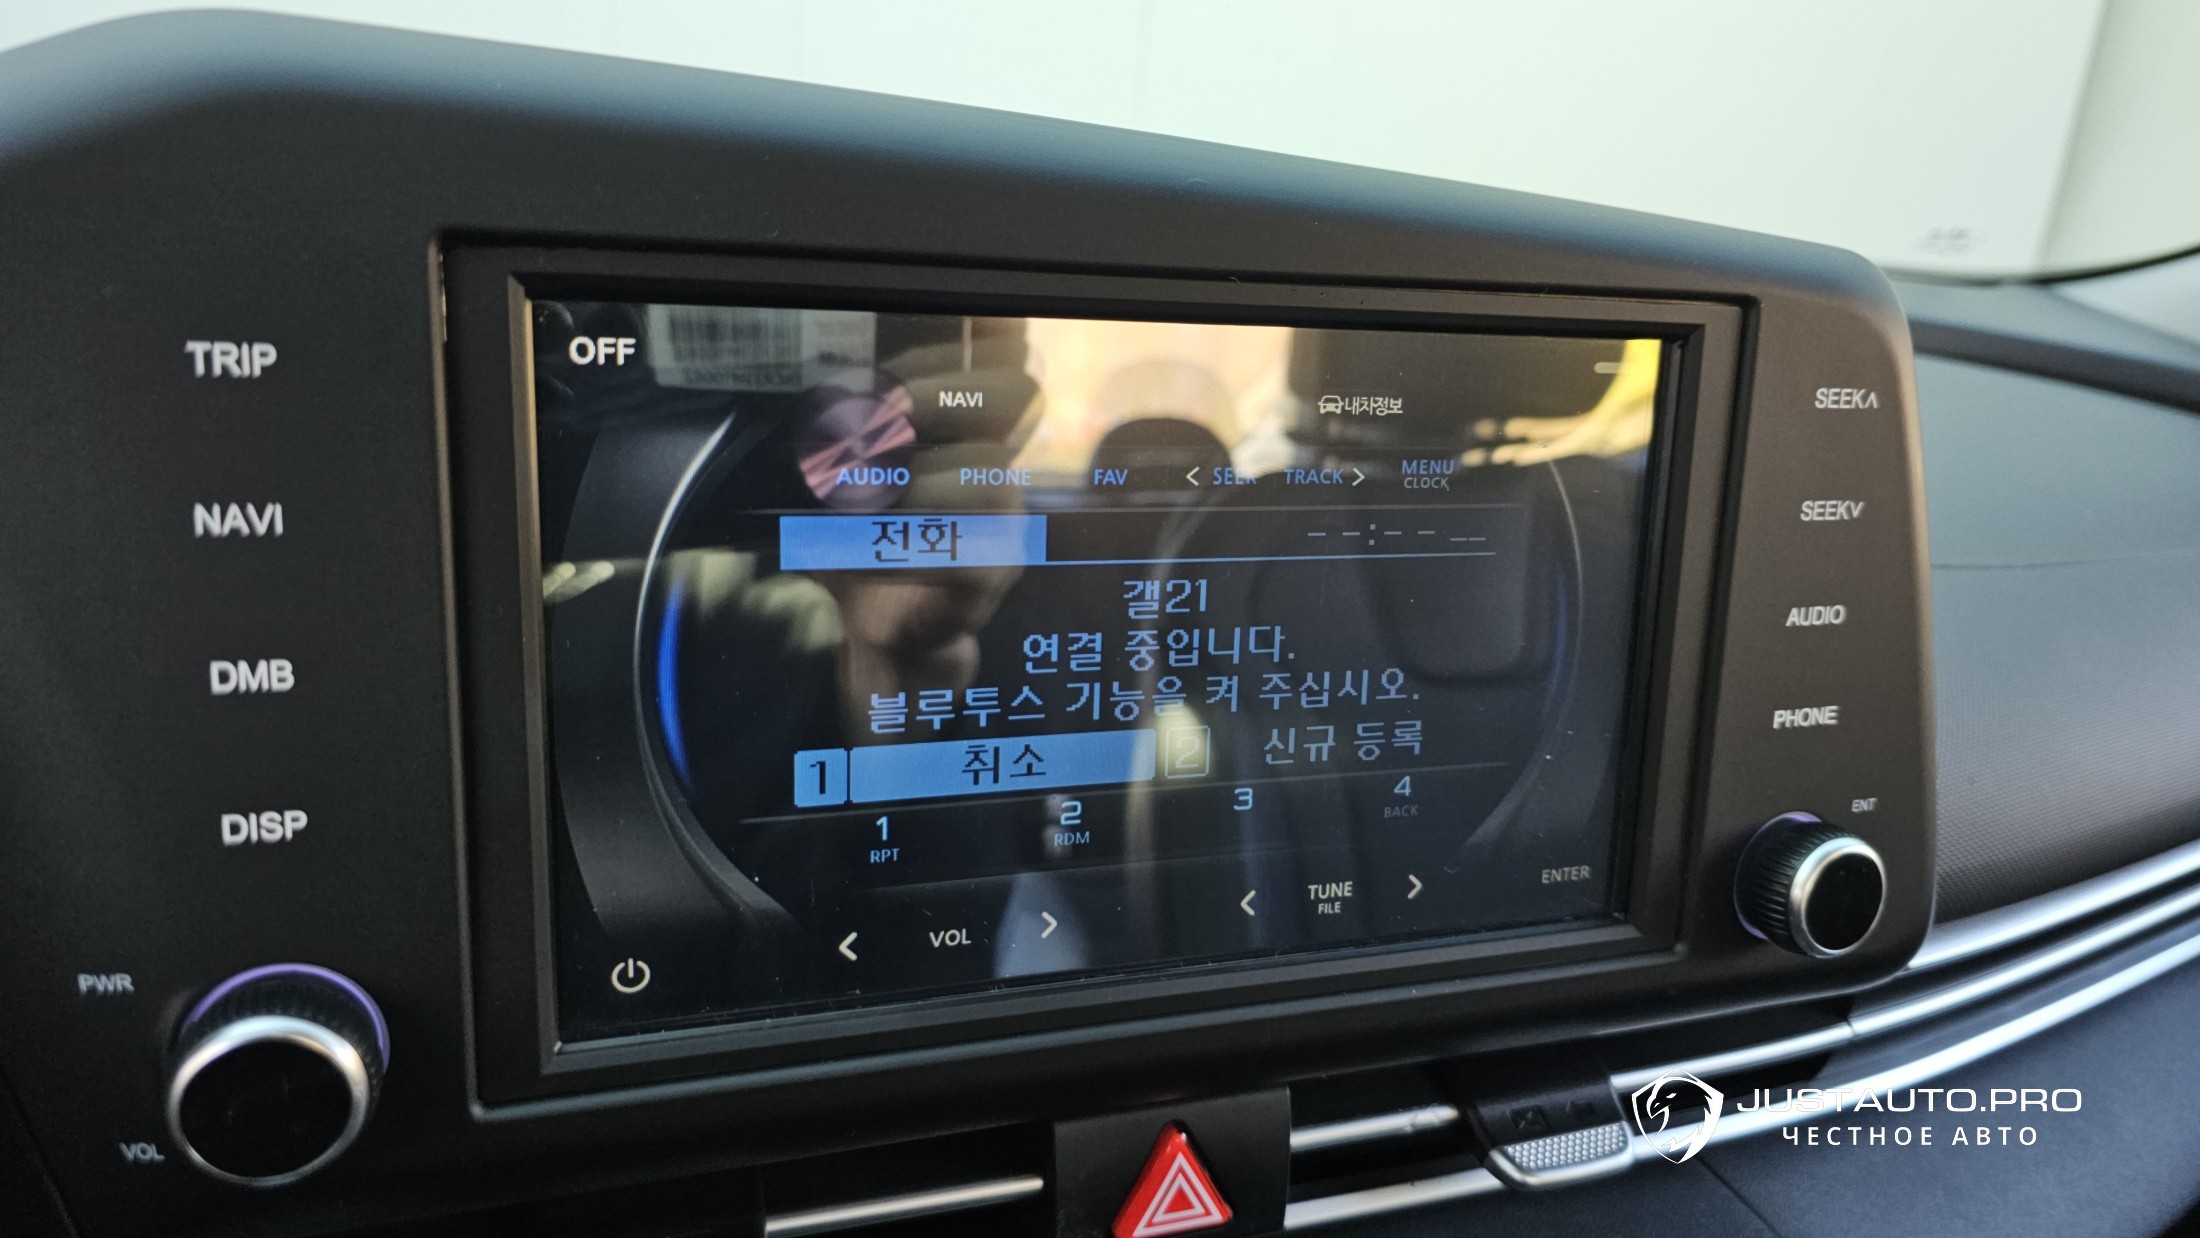 TRIP
NAVI
DMB
DISP
PWR
VOL
OFF
NAVI
내차정보
AUDIO PHONE FAV < SEEK TRACK > MENU
CLOCK
전화 --:-- --
갤21
연결 중입니다.
블루투스 기능을 켜 주십시오.
1 취소 2 신규 등록
1 2 3 4
RPT RDM BACK
< VOL > < TUNE >
FILE
ENTER
SEEK∧
SEEK∨
AUDIO
PHONE
ENT
JUSTAUTO.PRO
ЧЕСТНОЕ АВТО